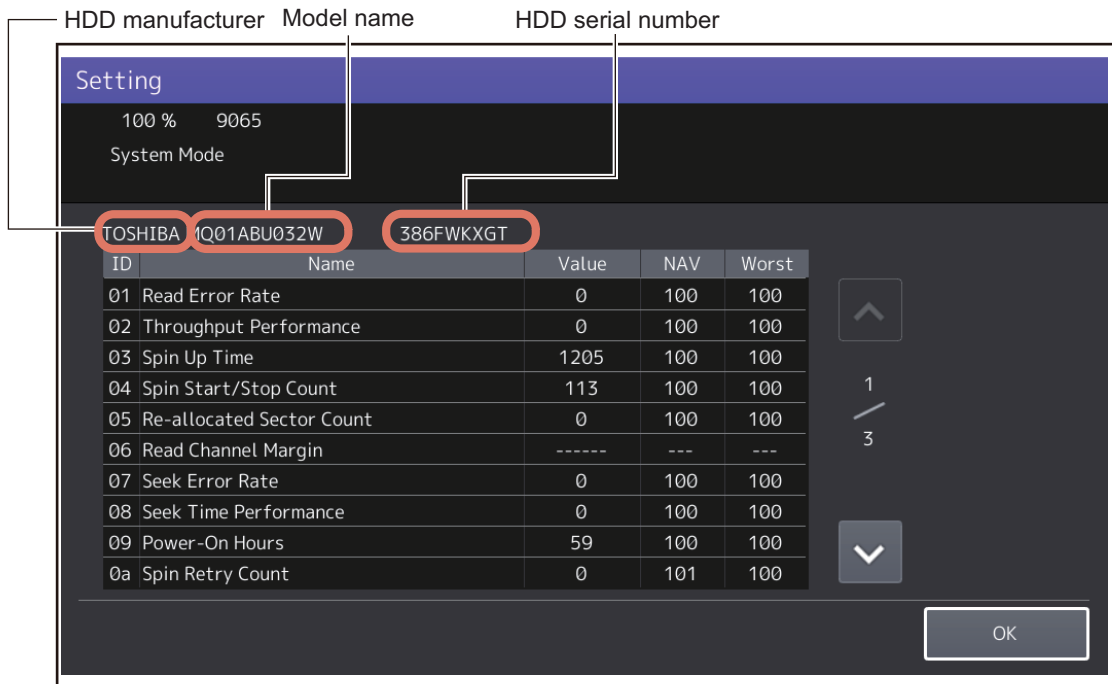 HDD manufacturer Model name HDD serial number
Setting
100 % 9065
System Mode
TOSHIBA MQ01ABU032W 386FWKXGT
ID Name Value NAV Worst
01 Read Error Rate 0 100 100
02 Throughput Performance 0 100 100
03 Spin Up Time 1205 100 100
04 Spin Start/Stop Count 113 100 100
05 Re-allocated Sector Count 0 100 100
06 Read Channel Margin ------ --- ---
07 Seek Error Rate 0 100 100
08 Seek Time Performance 0 100 100
09 Power-On Hours 59 100 100
0a Spin Retry Count 0 101 100
1
3
OK